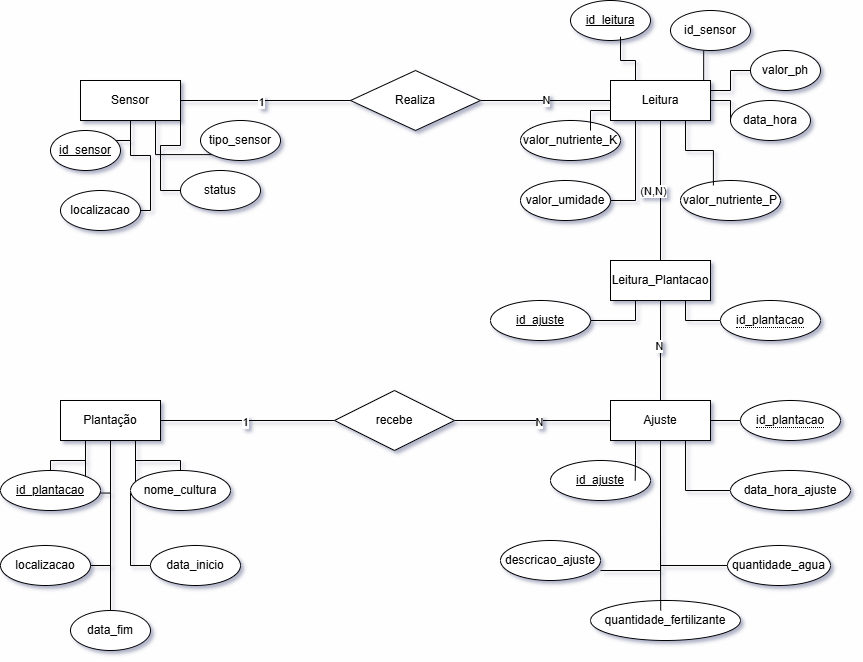 id_leitura
id_sensor
valor_ph
Sensor
1
Realiza
N
Leitura
data_hora
id_sensor
tipo_sensor
valor_nutriente_K
status
localizacao
valor_umidade
(N,N)
valor_nutriente_P
Leitura_Plantacao
id_ajuste
id_plantacao
N
Plantação
1
recebe
N
Ajuste
id_plantacao
id_plantacao
nome_cultura
id_ajuste
data_hora_ajuste
localizacao
data_inicio
descricao_ajuste
quantidade_agua
data_fim
quantidade_fertilizante